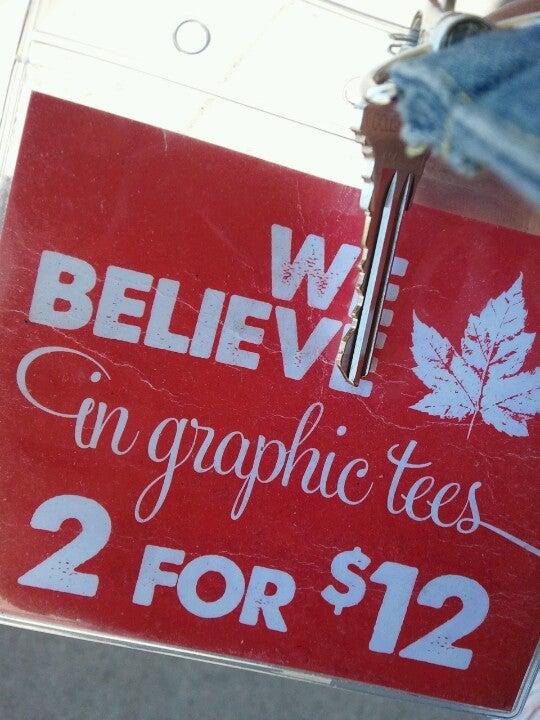 WE
BELIEVE
in graphic tees
2 FOR $12